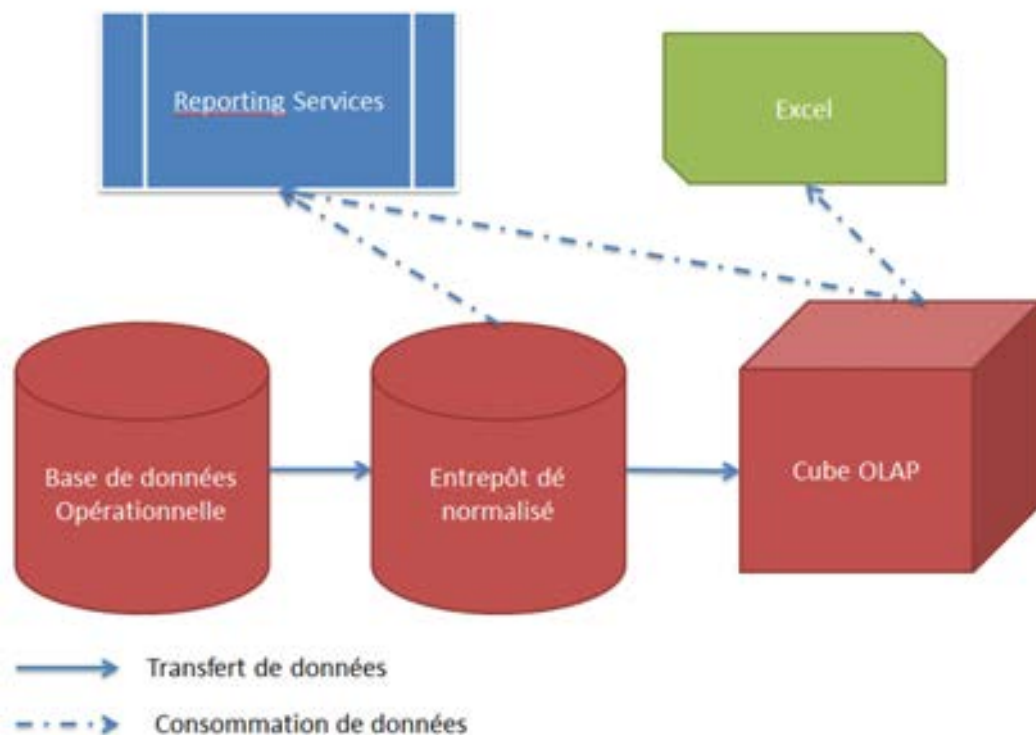 Reporting Services
Excel
Base de données
Opérationnelle
Entrepôt dé
normalisé
Cube OLAP
Transfert de données
Consommation de données